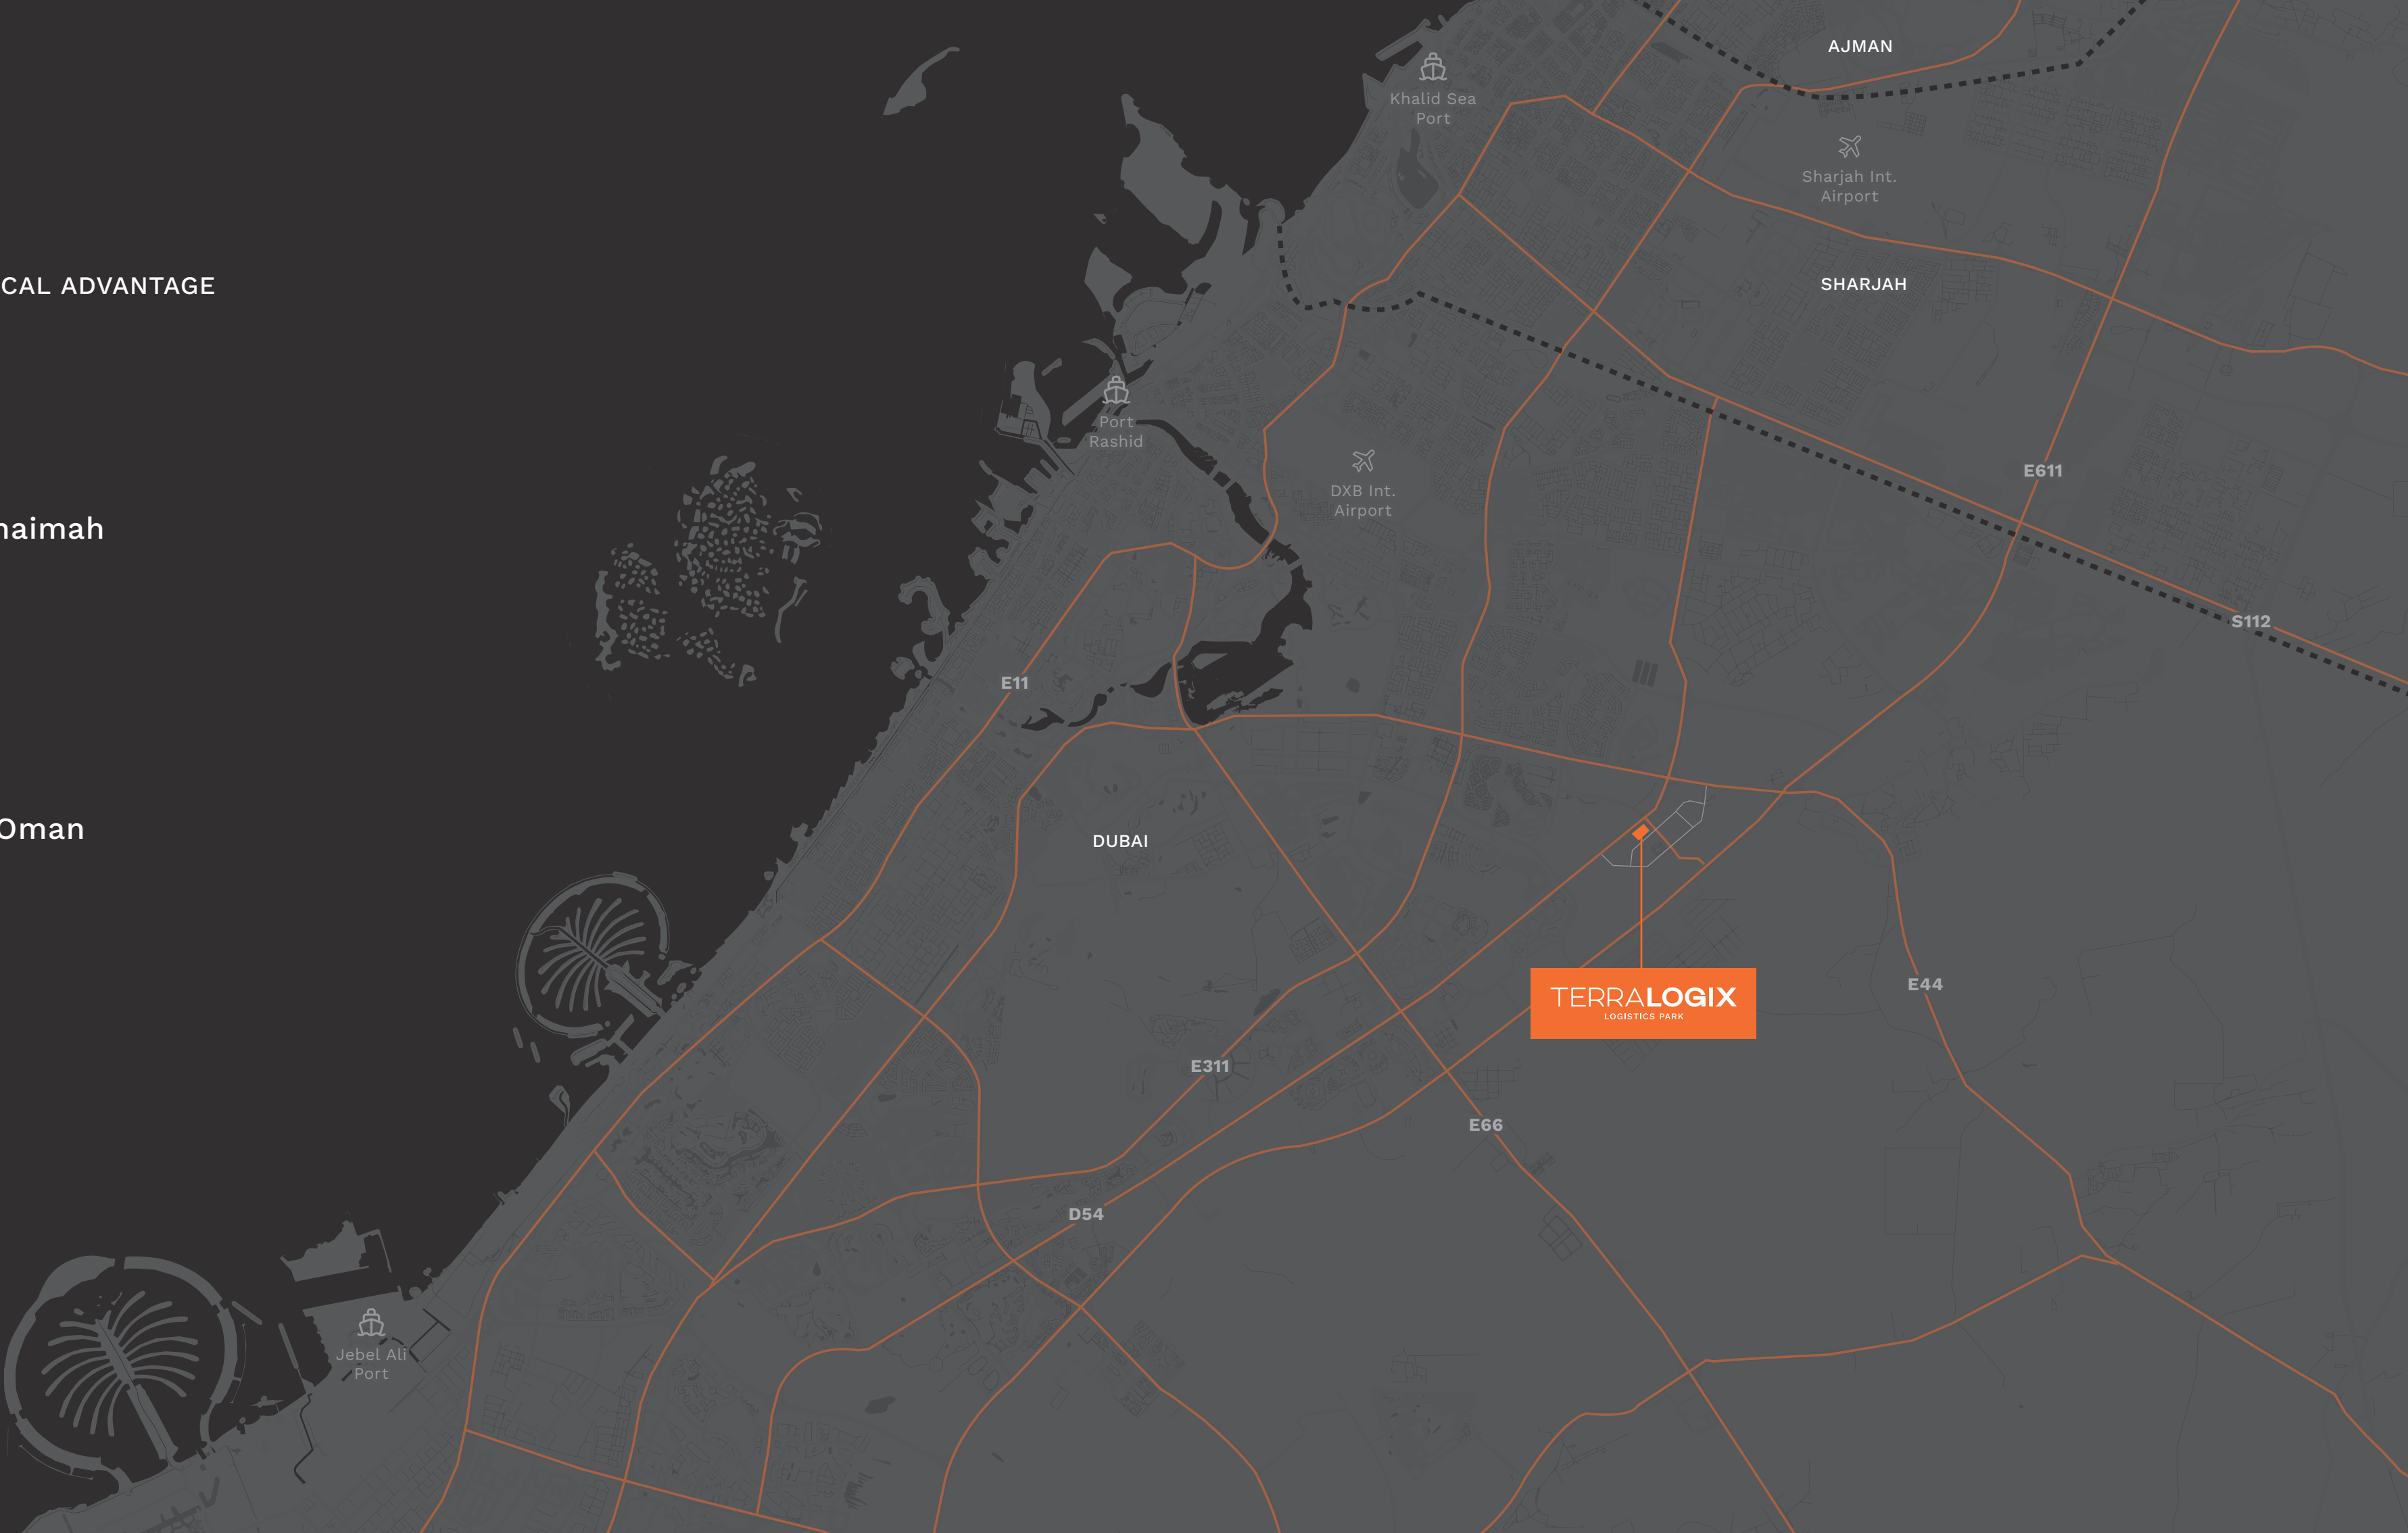 AJMAN
Khalid Sea
Port
Sharjah Int.
Airport
CAL ADVANTAGE
SHARJAH
Port
Rashid
E611
DXB Int.
Airport
haimah
S112
E11
Oman
DUBAI
E44
TERRALOGIX
LOGISTICS PARK
E311
E66
D54
Jebel Ali
Port